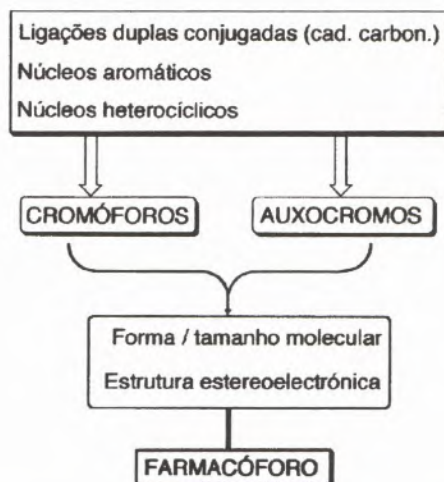 Ligações duplas conjugadas (cad. carbon.)
Núcleos aromáticos
Núcleos heterocíclicos
CROMÓFOROS
AUXOCROMOS
Forma / tamanho molecular
Estrutura estereoelectrónica
FARMACÓFORO